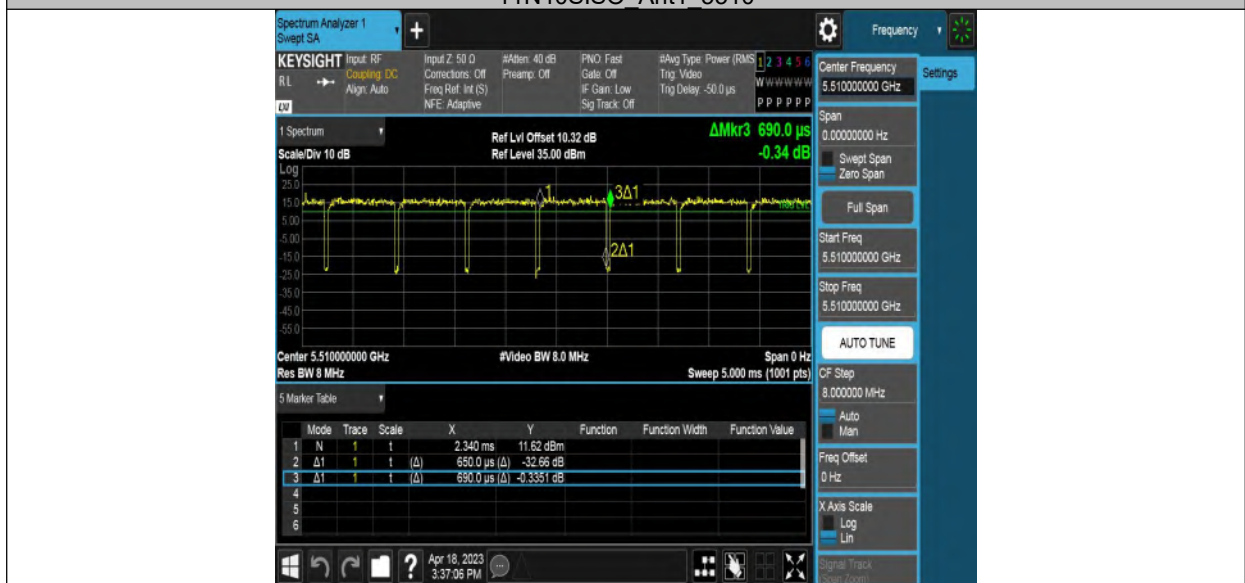 Spectrum Analyzer 1
Swept SA
+
Frequency
KEYSIGHT
RL
LXI
Input: RF
Coupling: DC
Align: Auto
Input Z: 50 Ω
Corrections: Off
Freq Ref: Int (S)
NFE: Adaptive
#Atten: 40 dB
Preamp: Off
PNO: Fast
Gate: Off
IF Gain: Low
Sig Track: Off
#Avg Type: Power (RMS
Trig: Video
Trig Delay: -50.0 µs
1 2 3 4 5 6
W W W W W W
P P P P P P
1 Spectrum
Scale/Div 10 dB
Ref Lvl Offset 10.32 dB
Ref Level 35.00 dBm
ΔMkr3 690.0 µs
-0.34 dB
Log
25.0
15.0
5.00
-5.00
-15.0
-25.0
-35.0
-45.0
-55.0
1
3Δ1
2Δ1
Center 5.510000000 GHz
#Video BW 8.0 MHz
Span 0 Hz
Res BW 8 MHz
Sweep 5.000 ms (1001 pts)
5 Marker Table
Mode Trace Scale X Y Function Function Width Function Value
1 N 1 t 2.340 ms 11.62 dBm
2 Δ1 1 t (Δ) 650.0 µs (Δ) -32.66 dB
3 Δ1 1 t (Δ) 690.0 µs (Δ) -0.3351 dB
4
5
6
?
Apr 18, 2023
3:37:06 PM
Center Frequency
5.510000000 GHz
Settings
Span
0.00000000 Hz
Swept Span
Zero Span
Full Span
Start Freq
5.510000000 GHz
Stop Freq
5.510000000 GHz
AUTO TUNE
CF Step
8.000000 MHz
Auto
Man
Freq Offset
0 Hz
X Axis Scale
Log
Lin
Signal Track
(Span Zoom)